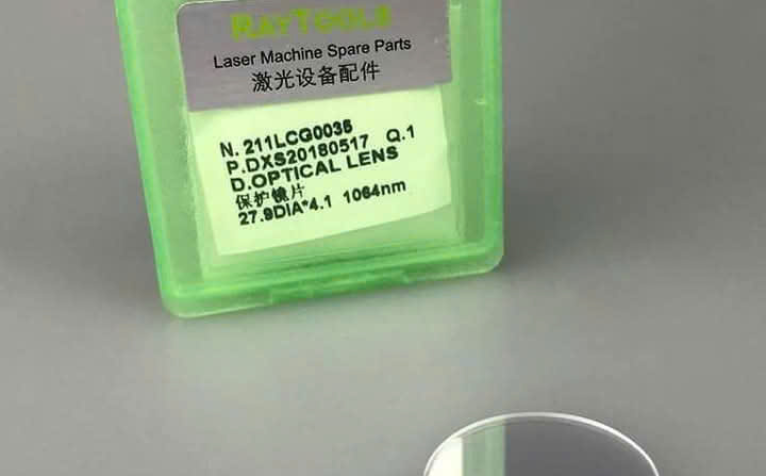 RAYTOOLS
Laser Machine Spare Parts
激光设备配件
N. 211LCG0035
P.DXS20180517 Q.1
D.OPTICAL LENS
保护镜片
27.9DIA*4.1 1064nm